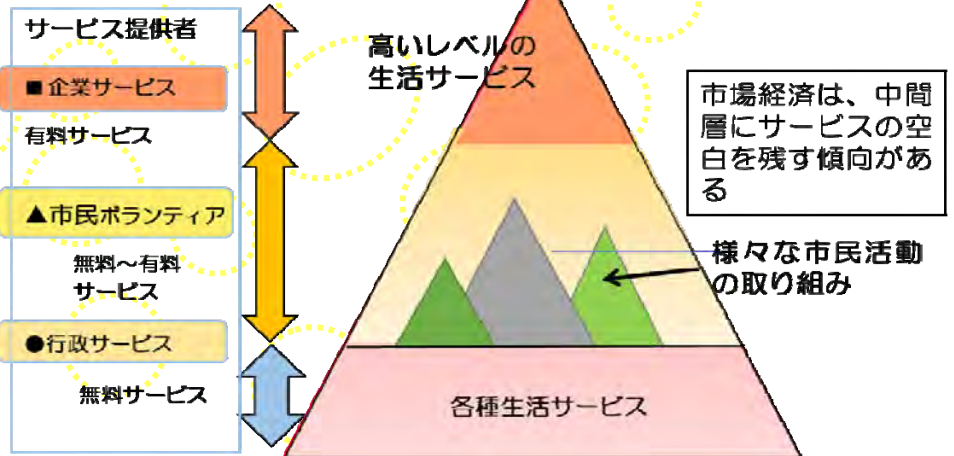 サービス提供者
■企業サービス
有料サービス
▲市民ボランティア
無料～有料
サービス
●行政サービス
無料サービス
高いレベルの
生活サービス
市場経済は、中間
層にサービスの空
白を残す傾向があ
る
様々な市民活動
の取り組み
各種生活サービス